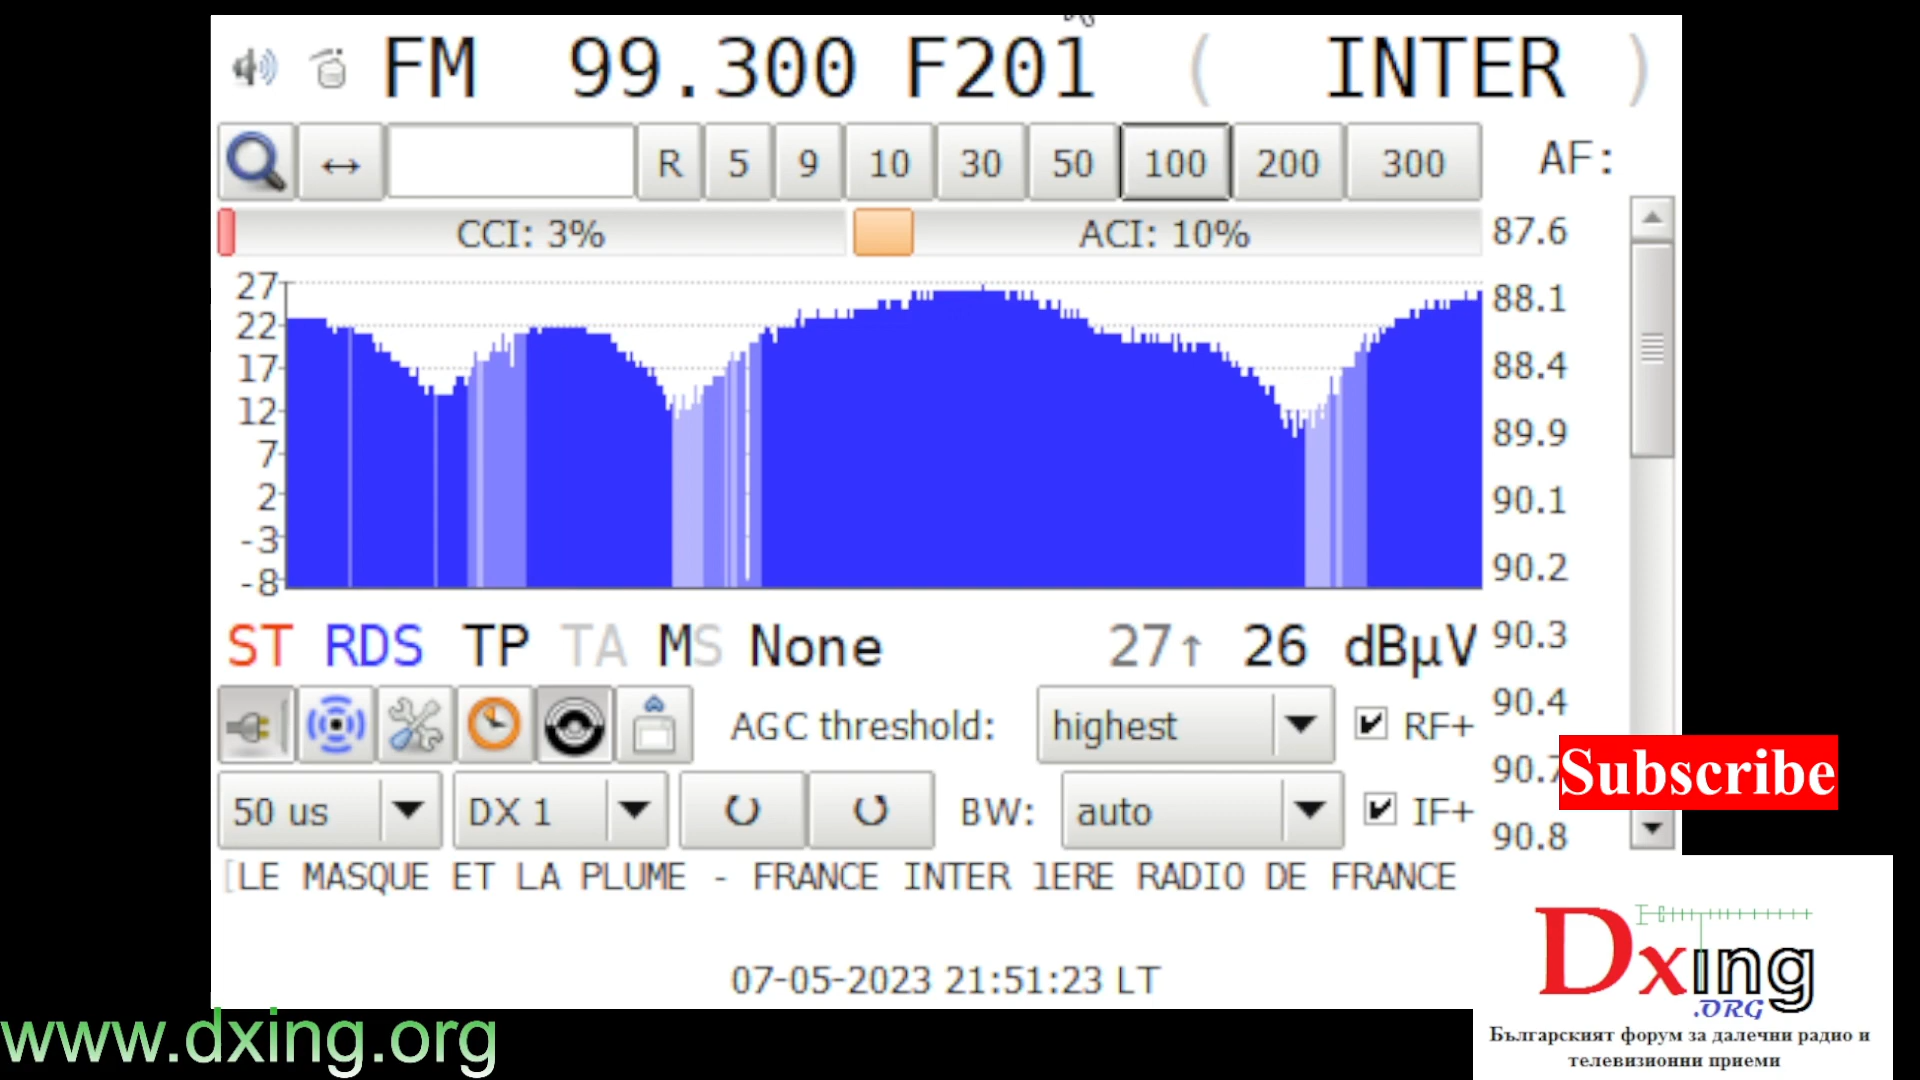 FM 99.300 F201 ( INTER )
R 5 9 10 30 50 100 200 300 AF:
CCI: 3% ACI: 10%
87.6
88.1
88.4
89.9
90.1
90.2
90.3
90.4
90.7
90.8
27
22
17
12
7
2
-3
-8
ST RDS TP TA MS None 27↑ 26 dBµV
AGC threshold: highest RF+
50 us DX 1 BW: auto IF+
Subscribe
[LE MASQUE ET LA PLUME - FRANCE INTER 1ERE RADIO DE FRANCE
07-05-2023 21:51:23 LT
www.dxing.org
Dxing
.ORG
Българският форум за далечни радио и
телевизионни приеми